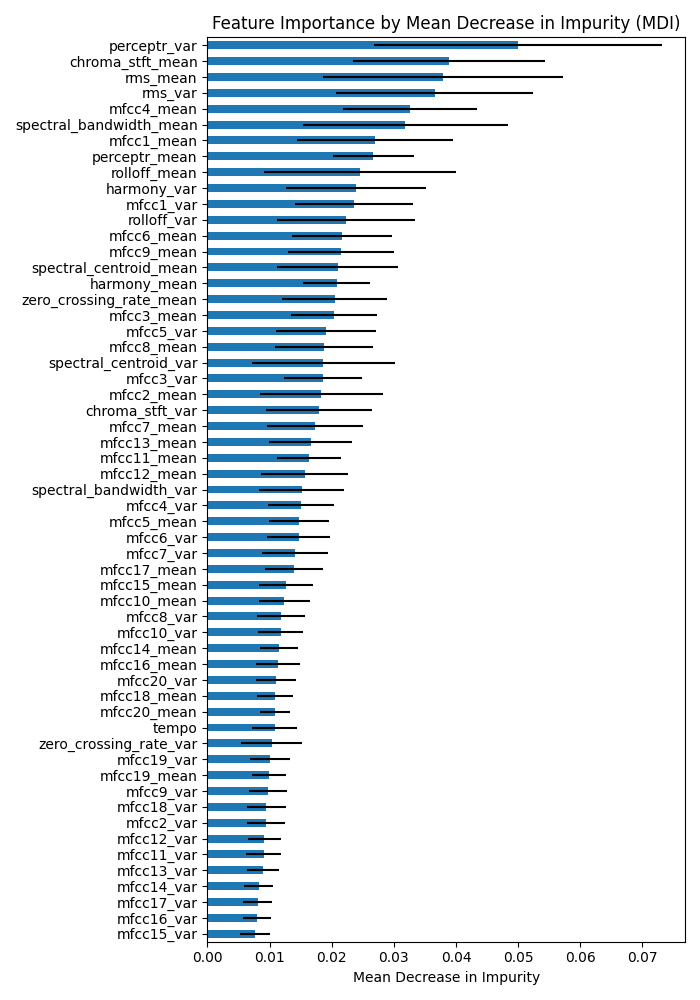 Feature Importance by Mean Decrease in Impurity (MDI)
perceptr_var
chroma_stft_mean
rms_mean
rms_var
mfcc4_mean
spectral_bandwidth_mean
mfcc1_mean
perceptr_mean
rolloff_mean
harmony_var
mfcc1_var
rolloff_var
mfcc6_mean
mfcc9_mean
spectral_centroid_mean
harmony_mean
zero_crossing_rate_mean
mfcc3_mean
mfcc5_var
mfcc8_mean
spectral_centroid_var
mfcc3_var
mfcc2_mean
chroma_stft_var
mfcc7_mean
mfcc13_mean
mfcc11_mean
mfcc12_mean
spectral_bandwidth_var
mfcc4_var
mfcc5_mean
mfcc6_var
mfcc7_var
mfcc17_mean
mfcc15_mean
mfcc10_mean
mfcc8_var
mfcc10_var
mfcc14_mean
mfcc16_mean
mfcc20_var
mfcc18_mean
mfcc20_mean
tempo
zero_crossing_rate_var
mfcc19_var
mfcc19_mean
mfcc9_var
mfcc18_var
mfcc2_var
mfcc12_var
mfcc11_var
mfcc13_var
mfcc14_var
mfcc17_var
mfcc16_var
mfcc15_var
0.00 0.01 0.02 0.03 0.04 0.05 0.06 0.07
Mean Decrease in Impurity